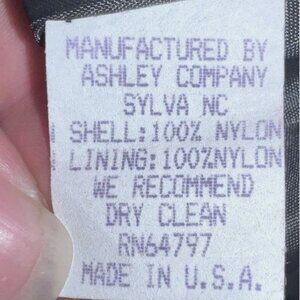 MANUFACTURED BY
ASHLEY COMPANY
SYLVA NC
SHELL:100% NYLON
LINING:100%NYLON
WE RECOMMEND
DRY CLEAN
RN64797
MADE IN U.S.A.